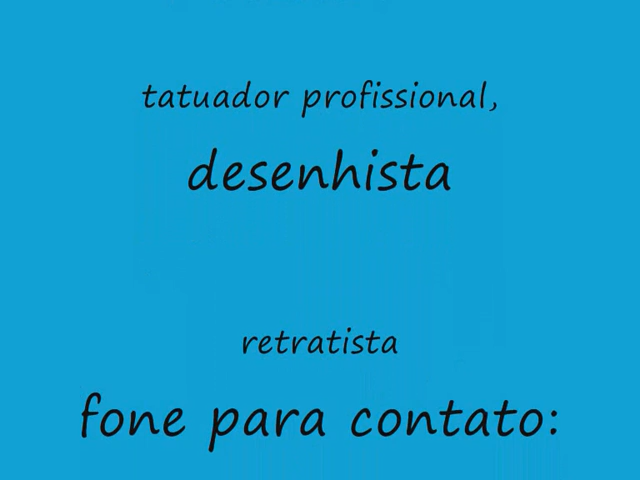 tatuador profissional,
desenhista
retratista
fone para contato: